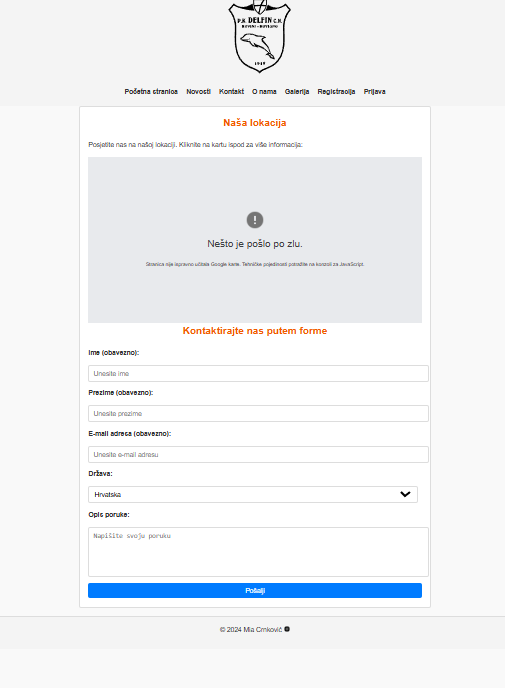 P.K. DELFIN C.N.
ROVINJ - ROVIGNO
Početna stranica Novosti Kontakt O nama Galerija Registracija Prijava
Naša lokacija
Posjetite nas na našoj lokaciji. Kliknite na kartu ispod za više informacija:
Nešto je pošlo po zlu.
Stranica nije ispravno učitala Google karte. Tehničke pojedinosti potražite na konzoli za JavaScript.
Kontaktirajte nas putem forme
Ime (obavezno):
Unesite ime
Prezime (obavezno):
Unesite prezime
E-mail adresa (obavezno):
Unesite e-mail adresu
Država:
Hrvatska
Opis poruke:
Napišite svoju poruku
Pošalji
© 2024 Mia Crnković